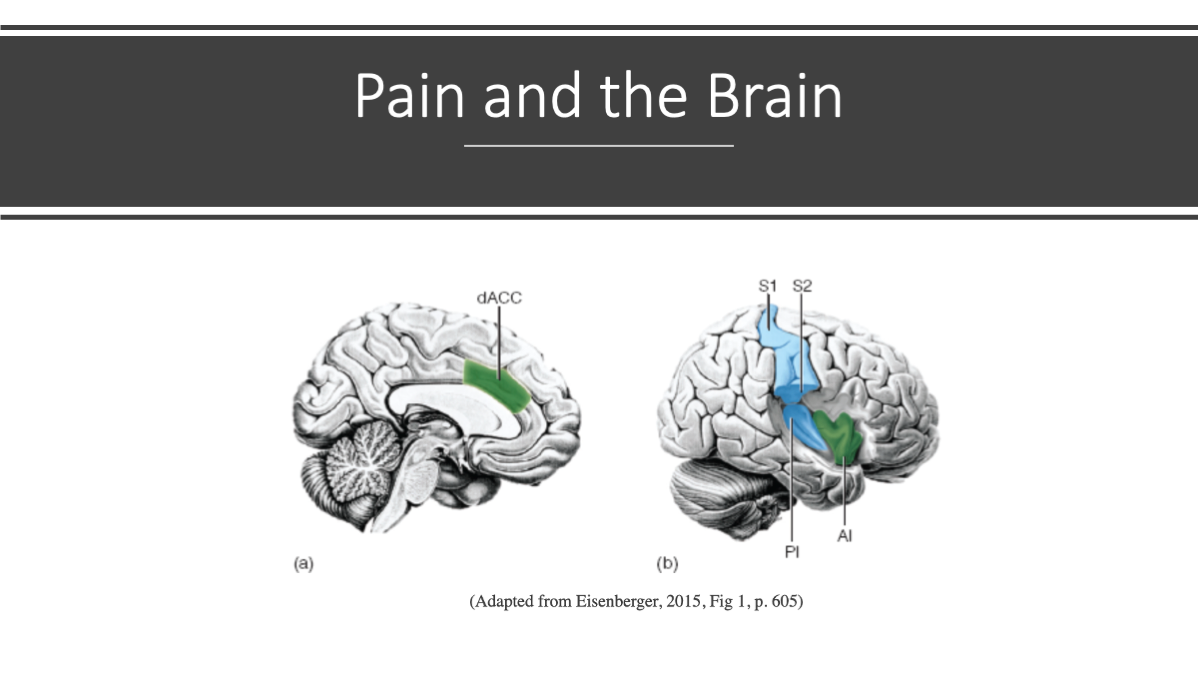 Pain and the Brain
dACC
S1 S2
AI
PI
(a)
(b)
(Adapted from Eisenberger, 2015, Fig 1, p. 605)